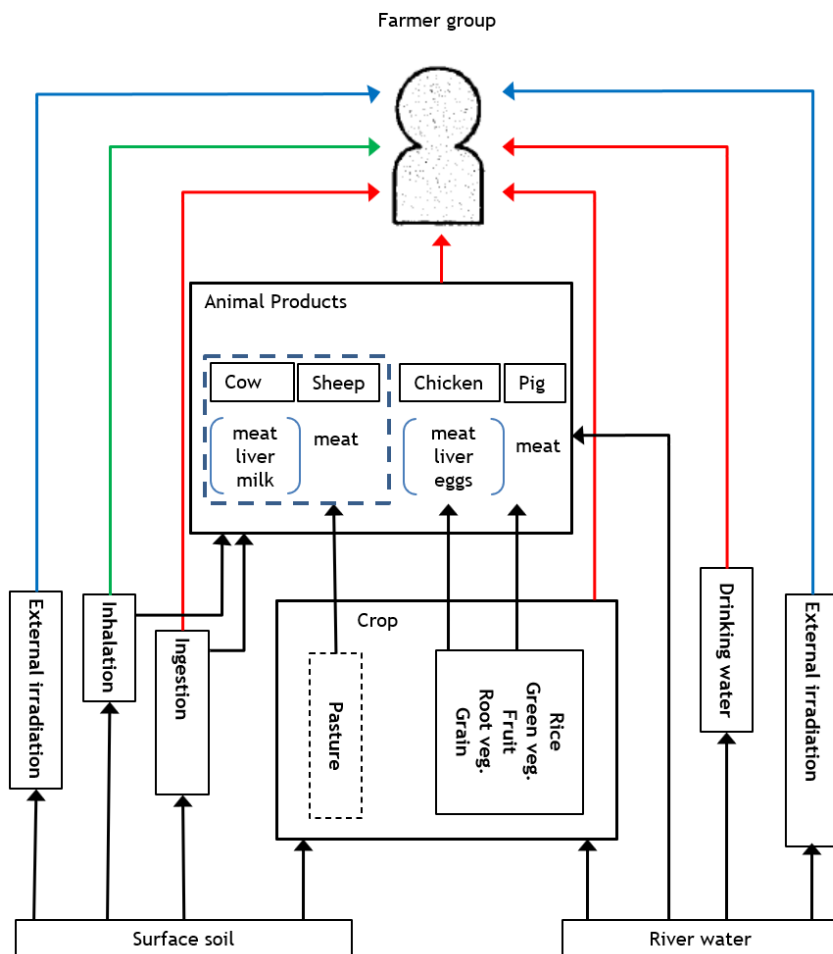 Farmer group
Animal Products
Cow
Sheep
Chicken
Pig
meat
liver
milk
meat
meat
liver
eggs
meat
External irradiation
Inhalation
Ingestion
Crop
Pasture
Rice
Green veg.
Fruit
Root veg.
Grain
Drinking water
External irradiation
Surface soil
River water